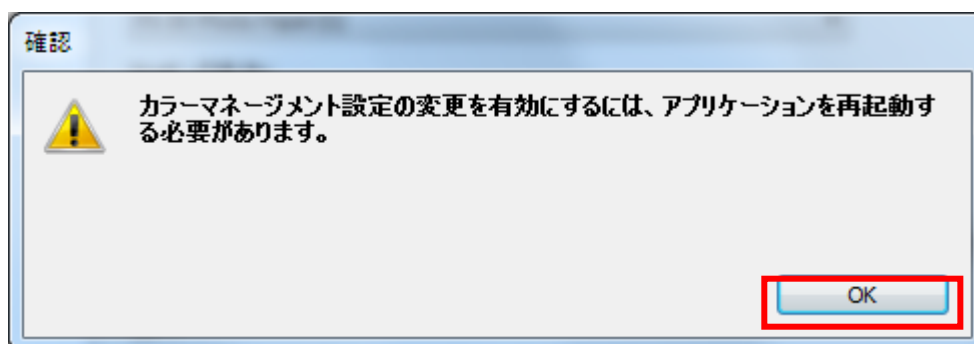 確認
カラーマネージメント設定の変更を有効にするには、アプリケーションを再起動す
る必要があります。
OK